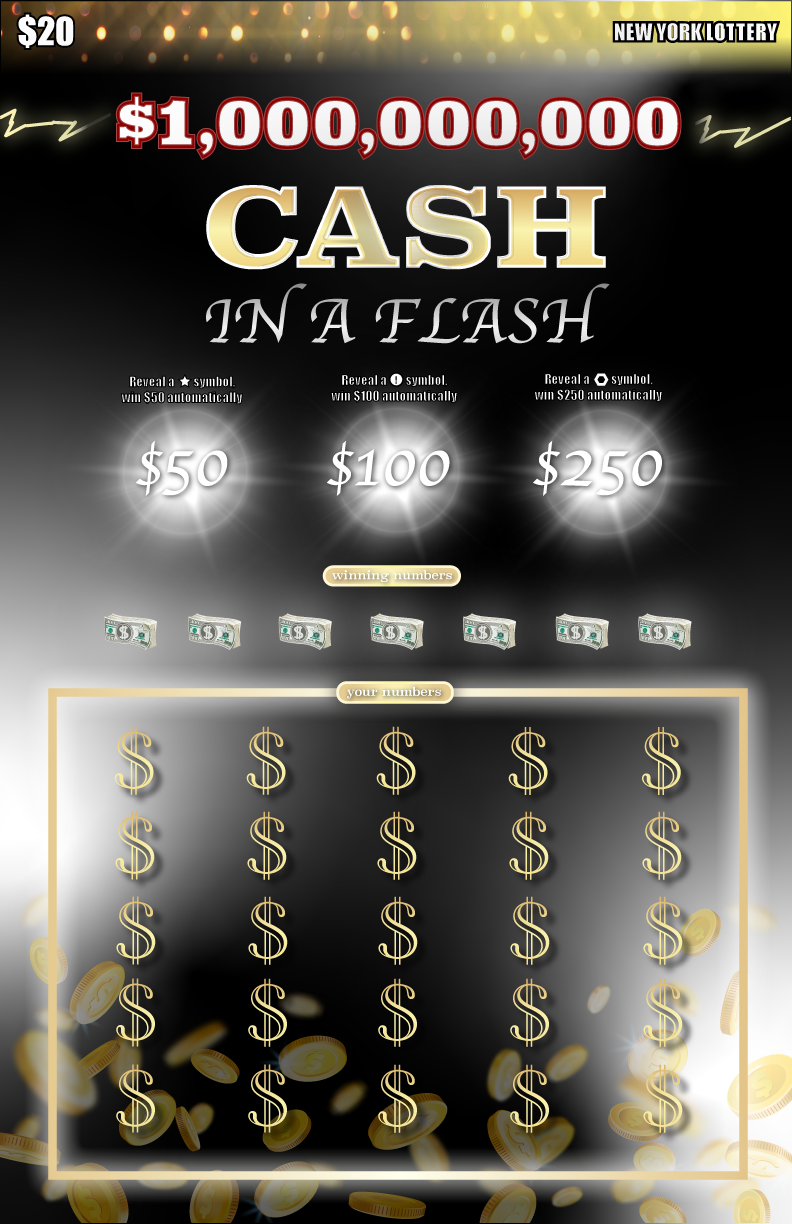 $20
NEW YORK LOTTERY
$1,000,000,000
CASH
IN A FLASH
Reveal a ★ symbol,
win $50 automatically
Reveal a ! symbol,
win $100 automatically
Reveal a ⬣ symbol,
win $250 automatically
$50 $100 $250
winning numbers
$ $ $ $ $ $ $
your numbers
$ $ $ $ $
$ $ $ $ $
$ $ $ $ $
$ $ $ $ $
$ $ $ $ $